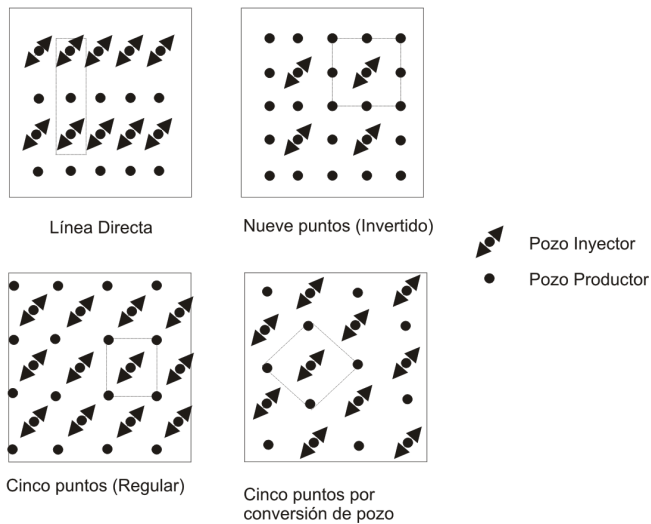 Línea Directa
Nueve puntos (Invertido)
Pozo Inyector
Pozo Productor
Cinco puntos (Regular)
Cinco puntos por
conversión de pozo